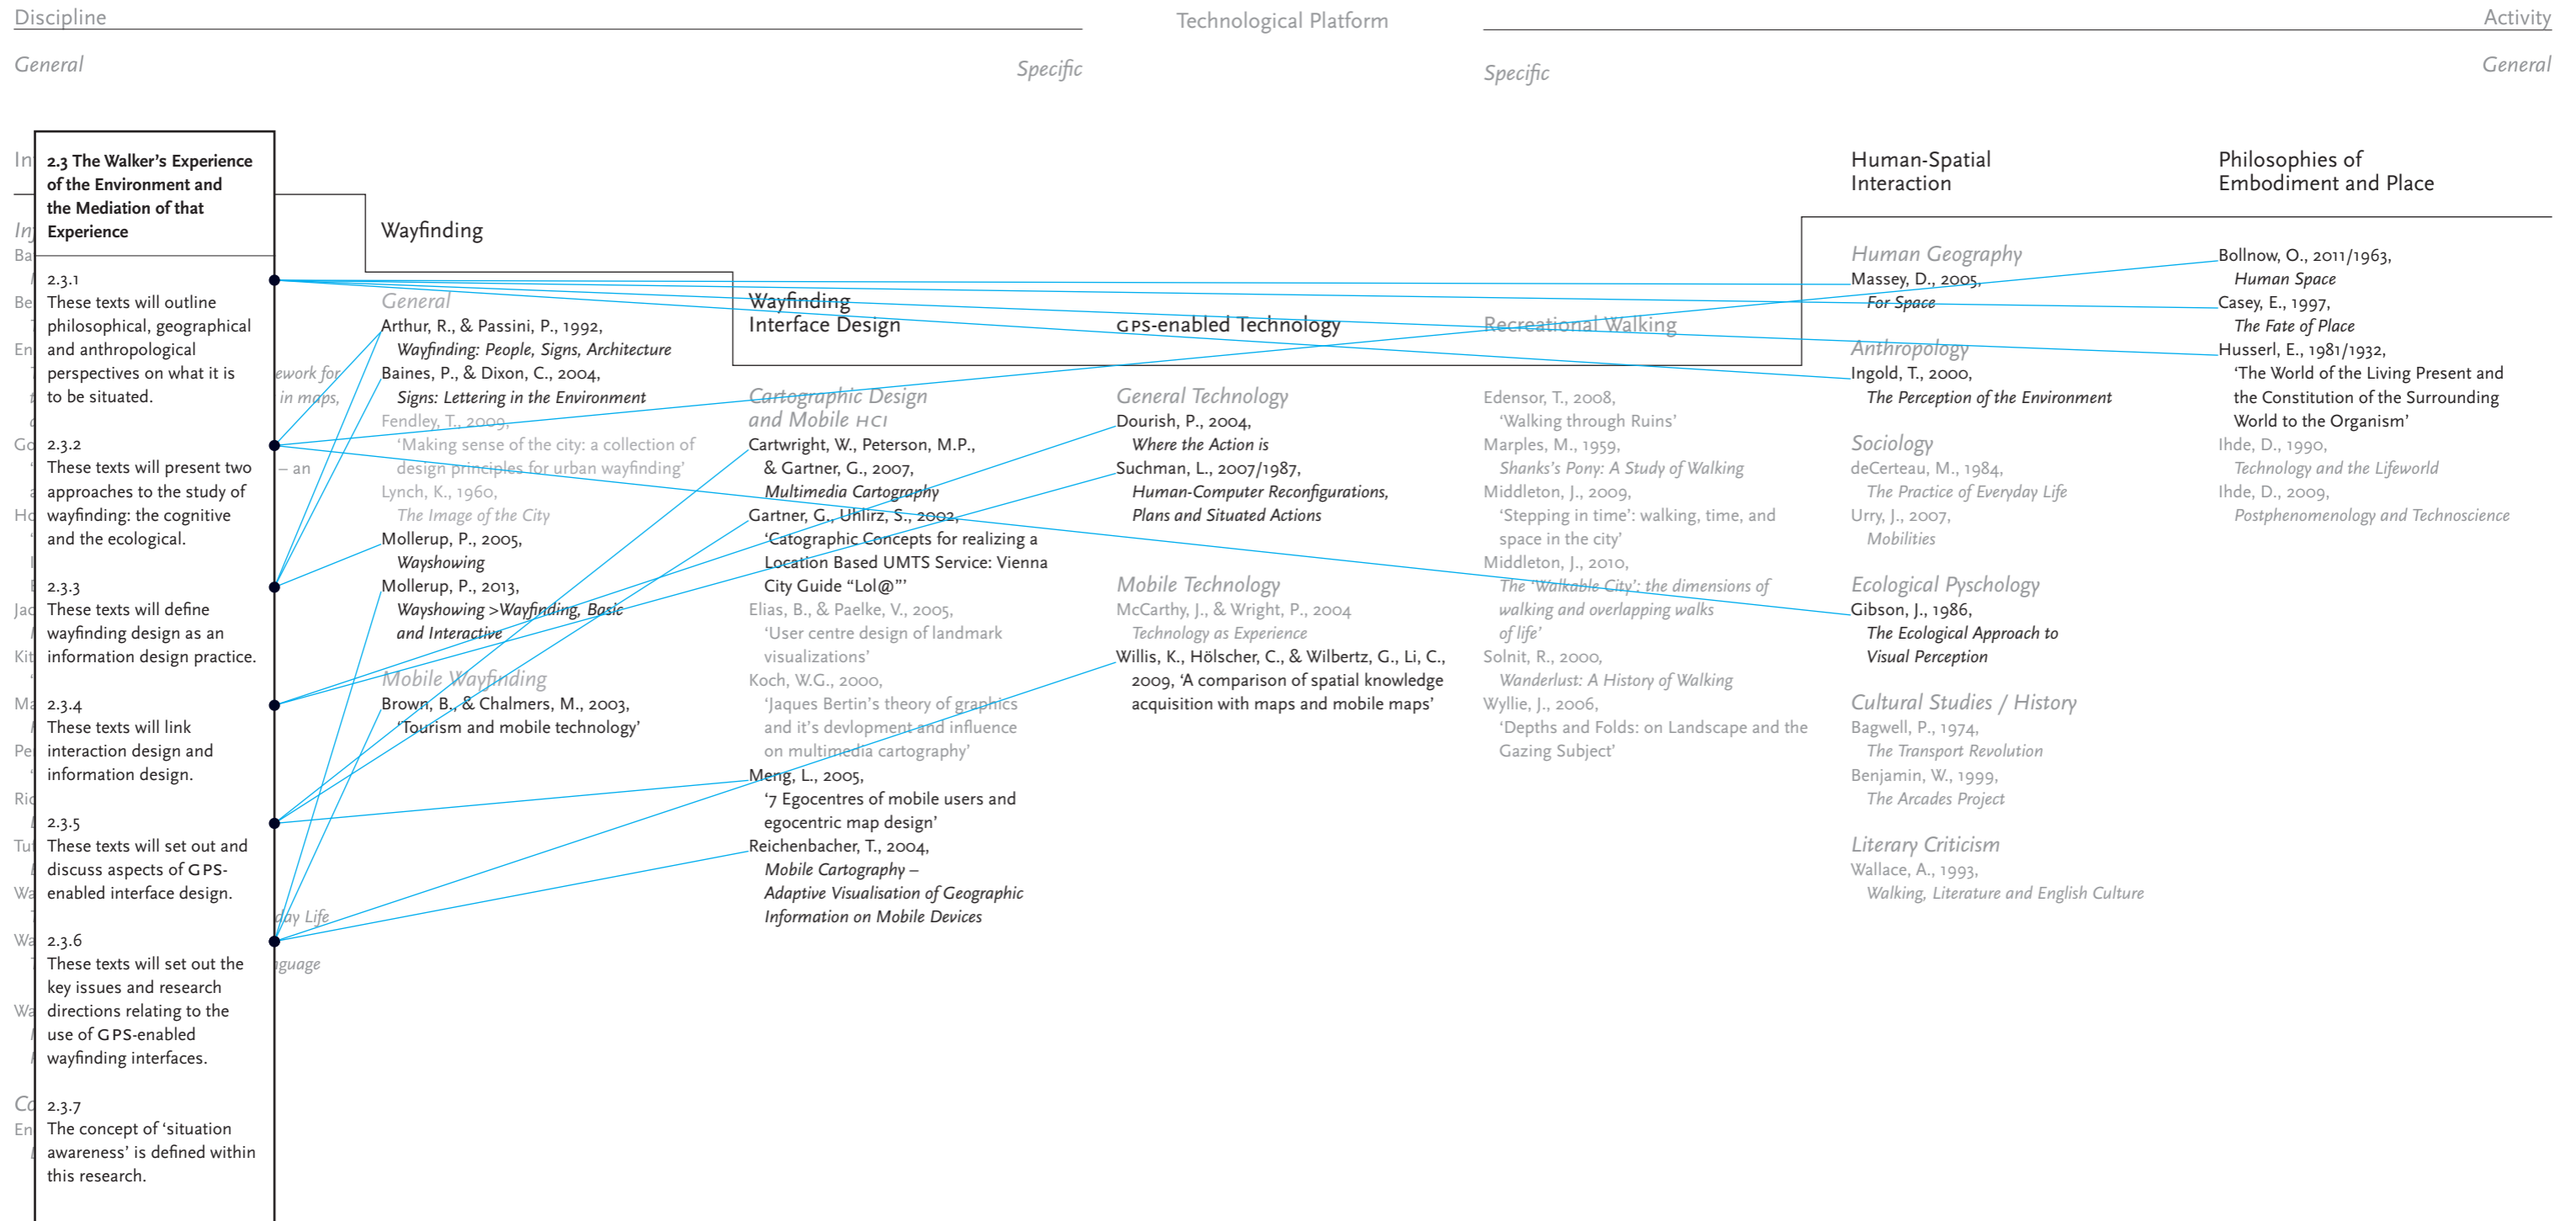 Discipline
Technological Platform
Activity
General
Specific
Specific
General
2.3 The Walker’s Experience
of the Environment and
the Mediation of that
Experience
2.3.1
These texts will outline
philosophical, geographical
and anthropological
perspectives on what it is
to be situated.
2.3.2
These texts will present two
approaches to the study of
wayfinding: the cognitive
and the ecological.
2.3.3
These texts will define
wayfinding design as an
information design practice.
2.3.4
These texts will link
interaction design and
information design.
2.3.5
These texts will set out and
discuss aspects of GPS-
enabled interface design.
2.3.6
These texts will set out the
key issues and research
directions relating to the
use of GPS-enabled
wayfinding interfaces.
2.3.7
The concept of ‘situation
awareness’ is defined within
this research.
for
in maps,
– an
Life
Wayfinding
General
Arthur, R., & Passini, P., 1992,
Wayfinding: People, Signs, Architecture
Baines, P., & Dixon, C., 2004,
Signs: Lettering in the Environment
Fendley, T., 2009,
‘Making sense of the city: a collection of
design principles for urban wayfinding’
Lynch, K., 1960,
The Image of the City
Mollerup, P., 2005,
Wayshowing
Mollerup, P., 2013,
Wayshowing >Wayfinding, Basic
and Interactive
Mobile Wayfinding
Brown, B., & Chalmers, M., 2003,
‘Tourism and mobile technology’
Wayfinding
Interface Design
Cartographic Design
and Mobile HCI
Cartwright, W., Peterson, M.P.,
& Gartner, G., 2007,
Multimedia Cartography
Gartner, G., Uhlirz, S., 2002,
‘Catographic Concepts for realizing a
Location Based UMTS Service: Vienna
City Guide “Lol@”’
Elias, B., & Paelke, V., 2005,
‘User centre design of landmark
visualizations’
Koch, W.G., 2000,
‘Jaques Bertin’s theory of graphics
and it’s devlopment and influence
on multimedia cartography’
Meng, L., 2005,
‘7 Egocentres of mobile users and
egocentric map design’
Reichenbacher, T., 2004,
Mobile Cartography –
Adaptive Visualisation of Geographic
Information on Mobile Devices
GPS-enabled Technology
General Technology
Dourish, P., 2004,
Where the Action is
Suchman, L., 2007/1987,
Human-Computer Reconfigurations,
Plans and Situated Actions
Mobile Technology
McCarthy, J., & Wright, P., 2004
Technology as Experience
Willis, K., Hölscher, C., & Wilbertz, G., Li, C.,
2009, ‘A comparison of spatial knowledge
acquisition with maps and mobile maps’
Recreational Walking
Edensor, T., 2008,
‘Walking through Ruins’
Marples, M., 1959,
Shanks’s Pony: A Study of Walking
Middleton, J., 2009,
‘Stepping in time’: walking, time, and
space in the city’
Middleton, J., 2010,
The ‘Walkable City’: the dimensions of
walking and overlapping walks
of life’
Solnit, R., 2000,
Wanderlust: A History of Walking
Wyllie, J., 2006,
‘Depths and Folds: on Landscape and the
Gazing Subject’
Human-Spatial
Interaction
Human Geography
Massey, D., 2005,
For Space
Anthropology
Ingold, T., 2000,
The Perception of the Environment
Sociology
deCerteau, M., 1984,
The Practice of Everyday Life
Urry, J., 2007,
Mobilities
Ecological Pyschology
Gibson, J., 1986,
The Ecological Approach to
Visual Perception
Cultural Studies / History
Bagwell, P., 1974,
The Transport Revolution
Benjamin, W., 1999,
The Arcades Project
Literary Criticism
Wallace, A., 1993,
Walking, Literature and English Culture
Philosophies of
Embodiment and Place
Bollnow, O., 2011/1963,
Human Space
Casey, E., 1997,
The Fate of Place
Husserl, E., 1981/1932,
‘The World of the Living Present and
the Constitution of the Surrounding
World to the Organism’
Ihde, D., 1990,
Technology and the Lifeworld
Ihde, D., 2009,
Postphenomenology and Technoscience